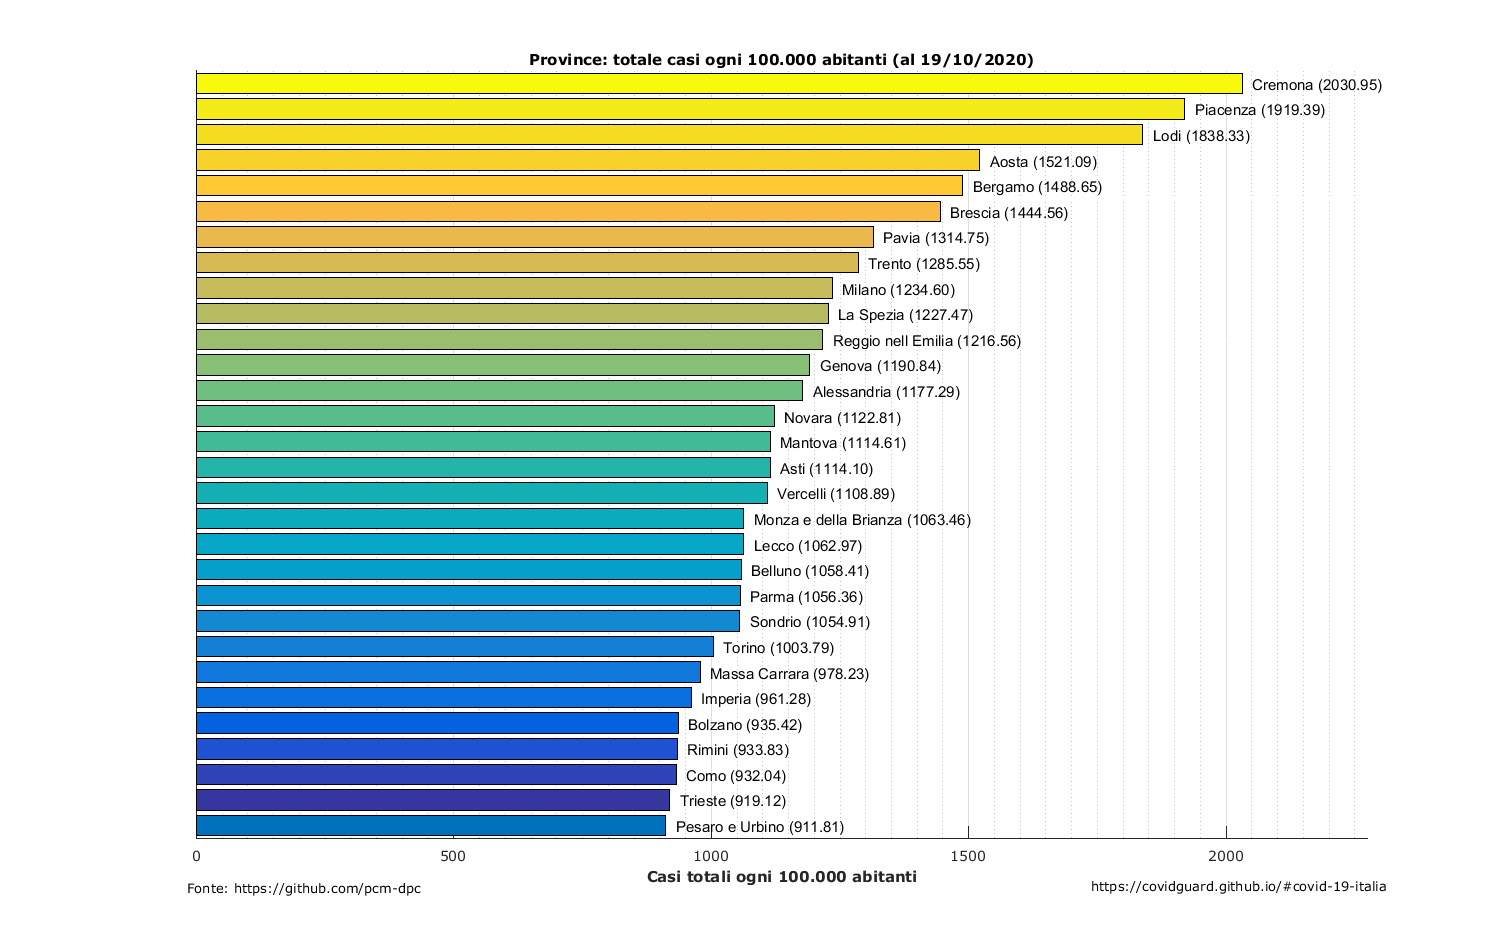 Province: totale casi ogni 100.000 abitanti (al 19/10/2020)
Cremona (2030.95)
Piacenza (1919.39)
Lodi (1838.33)
Aosta (1521.09)
Bergamo (1488.65)
Brescia (1444.56)
Pavia (1314.75)
Trento (1285.55)
Milano (1234.60)
La Spezia (1227.47)
Reggio nell Emilia (1216.56)
Genova (1190.84)
Alessandria (1177.29)
Novara (1122.81)
Mantova (1114.61)
Asti (1114.10)
Vercelli (1108.89)
Monza e della Brianza (1063.46)
Lecco (1062.97)
Belluno (1058.41)
Parma (1056.36)
Sondrio (1054.91)
Torino (1003.79)
Massa Carrara (978.23)
Imperia (961.28)
Bolzano (935.42)
Rimini (933.83)
Como (932.04)
Trieste (919.12)
Pesaro e Urbino (911.81)
0 500 1000 1500 2000
Casi totali ogni 100.000 abitanti
Fonte: https://github.com/pcm-dpc
https://covidguard.github.io/#covid-19-italia